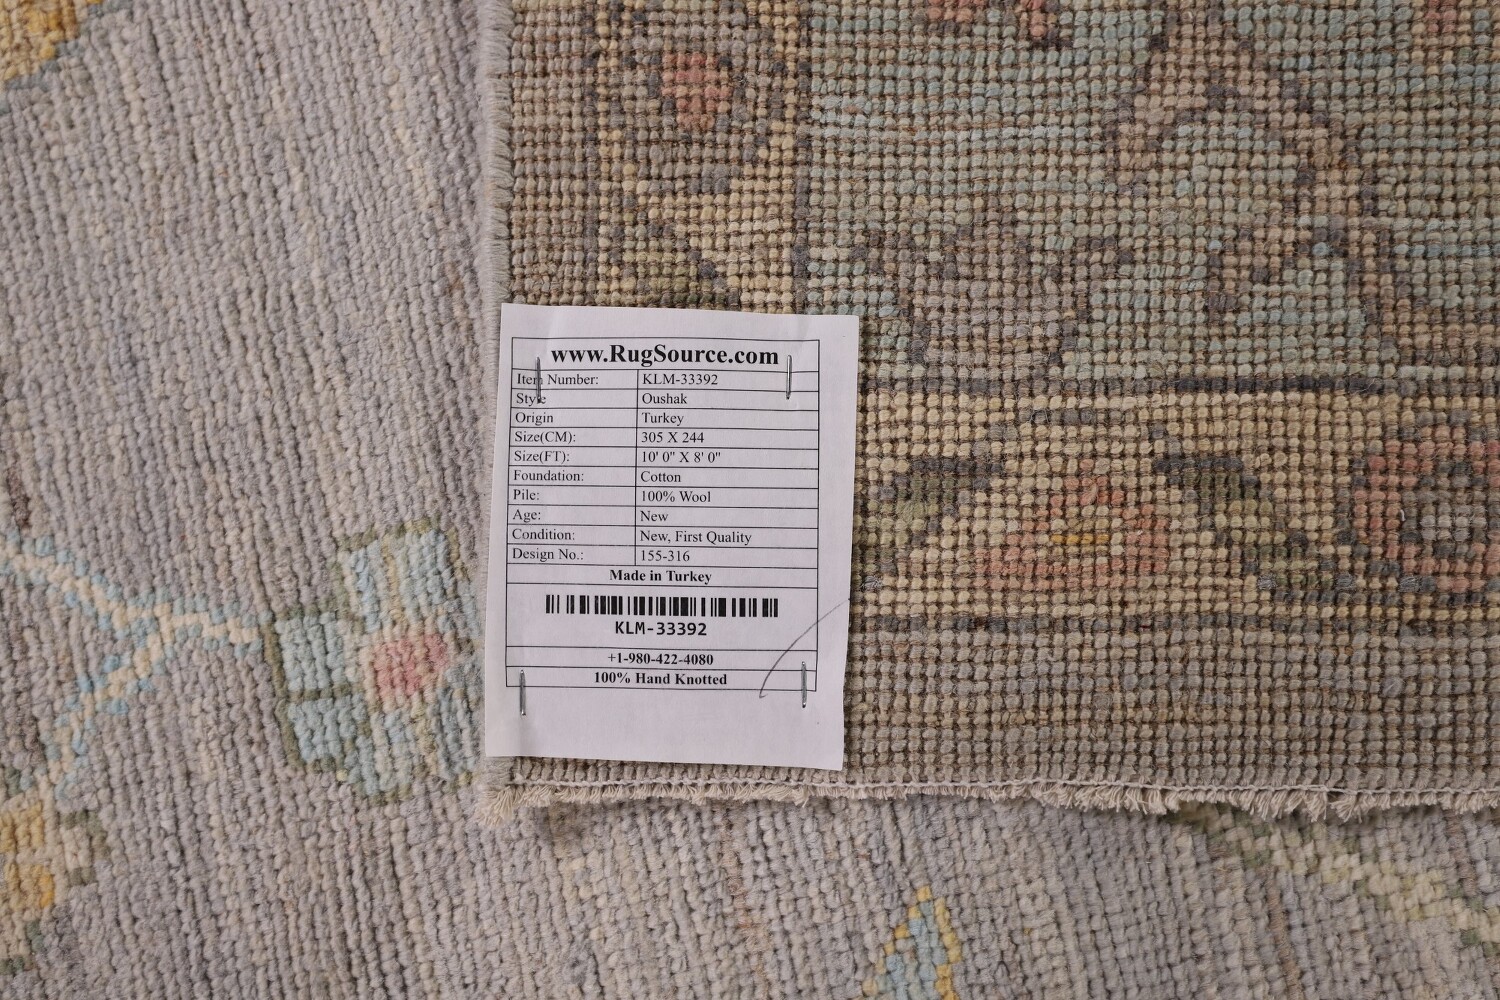 www.RugSource.com
Item Number: KLM-33392
Style Oushak
Origin Turkey
Size(CM): 305 X 244
Size(FT): 10' 0" X 8' 0"
Foundation: Cotton
Pile: 100% Wool
Age: New
Condition: New, First Quality
Design No.: 155-316
Made in Turkey
KLM-33392
+1-980-422-4080
100% Hand Knotted